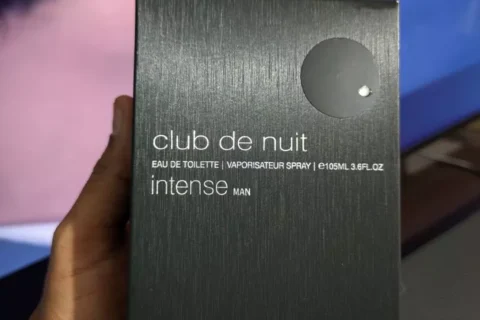 club de nuit
EAU DE TOILETTE | VAPORISATEUR SPRAY | ℮105ML 3.6FL.OZ
intense MAN